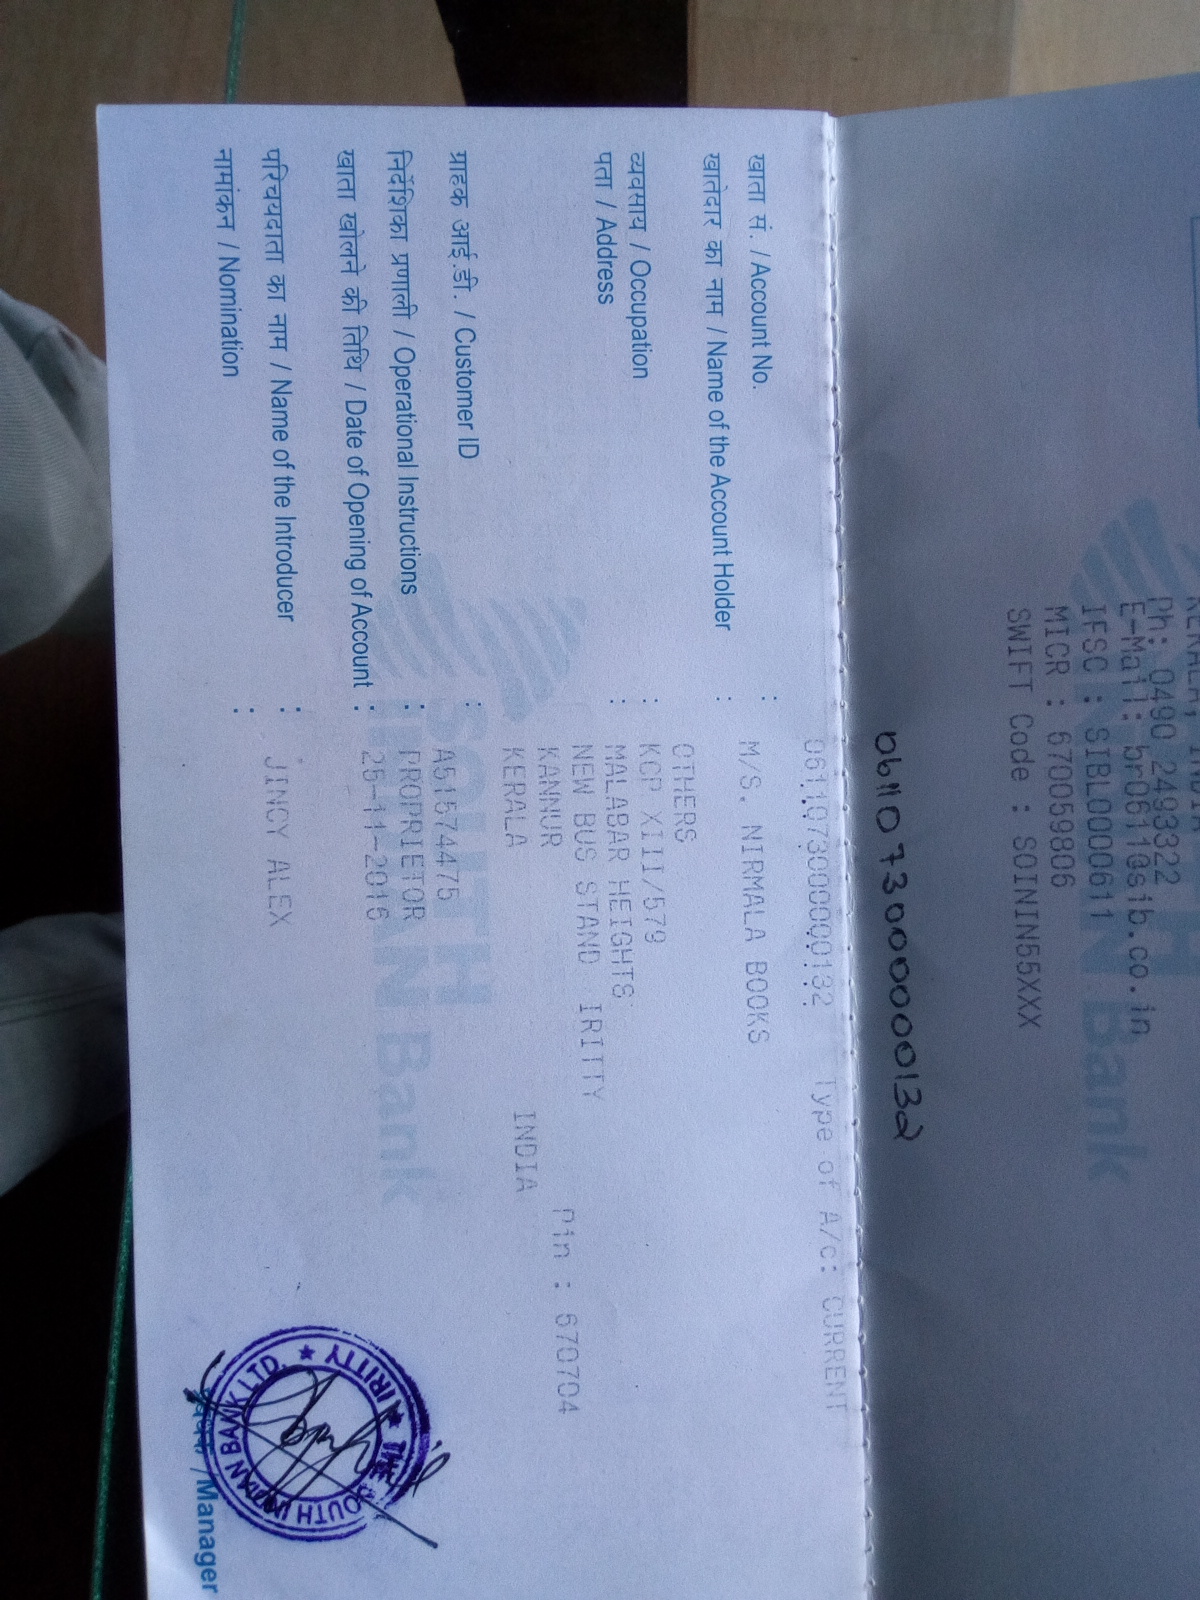 Ph: 0490 2493322
E-Mail: br0611@sib.co.in
IFSC : SIBL0000611
MICR : 670059806
SWIFT Code : SOININ55XXX
SOUTH INDIAN Bank
0611073000000132
0611073000000132 Type of A/c: CURRENT
खाता सं. / Account No. :
खातेदार का नाम / Name of the Account Holder : M/S. NIRMALA BOOKS
OTHERS
व्यवसाय / Occupation : KCP XIII/579
पता / Address : MALABAR HEIGHTS
NEW BUS STAND IRITTY
KANNUR Pin : 670704
KERALA INDIA
ग्राहक आई.डी. / Customer ID : A51574475
निर्देशिका प्रणाली / Operational Instructions : PROPRIETOR
खाता खोलने की तिथि / Date of Opening of Account : 25-11-2016
परिचयदाता का नाम / Name of the Introducer : JINCY ALEX
नामांकन / Nomination :
SOUTH INDIAN Bank
THE SOUTH INDIAN BANK LTD. ★ IRITTY ★
/ Manager